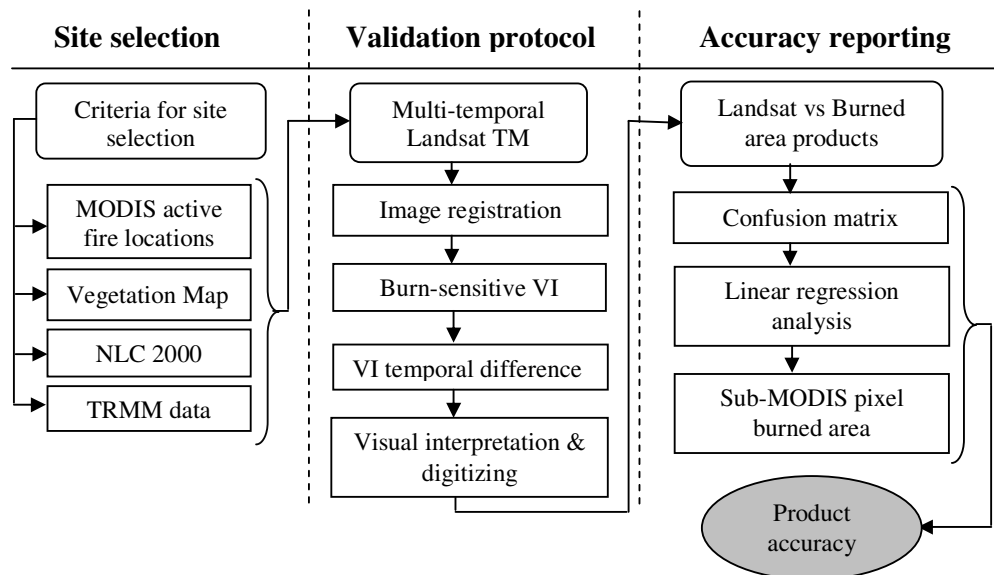 Site selection
Criteria for site
selection
MODIS active
fire locations
Vegetation Map
NLC 2000
TRMM data
Validation protocol
Multi-temporal
Landsat TM
Image registration
Burn-sensitive VI
VI temporal difference
Visual interpretation &
digitizing
Accuracy reporting
Landsat vs Burned
area products
Confusion matrix
Linear regression
analysis
Sub-MODIS pixel
burned area
Product
accuracy